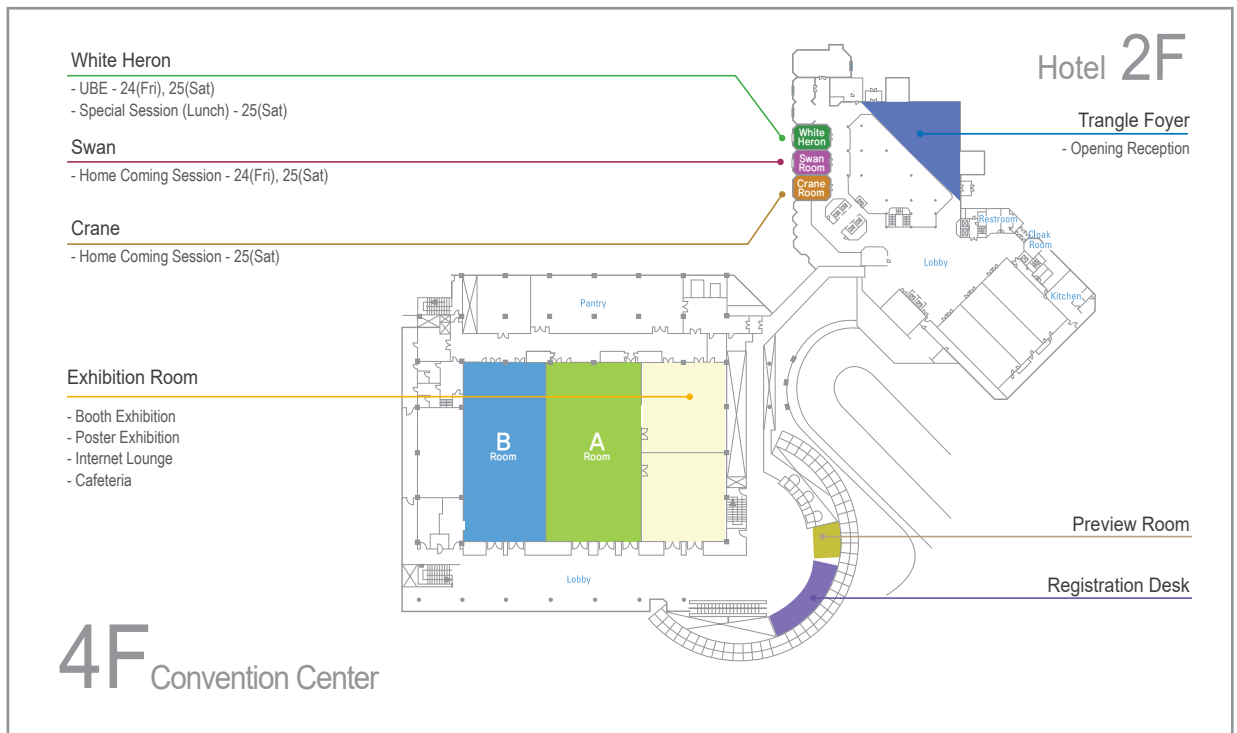 White Heron
- UBE - 24(Fri), 25(Sat)
- Special Session (Lunch) - 25(Sat)
Swan
- Home Coming Session - 24(Fri), 25(Sat)
Crane
- Home Coming Session - 25(Sat)
Hotel 2F
Trangle Foyer
- Opening Reception
White
Heron
Swan
Room
Crane
Room
Restroom
Cloak
Room
Lobby
Kitchen
Pantry
Exhibition Room
- Booth Exhibition
- Poster Exhibition
- Internet Lounge
- Cafeteria
B
Room
A
Room
Preview Room
Registration Desk
Lobby
4F Convention Center